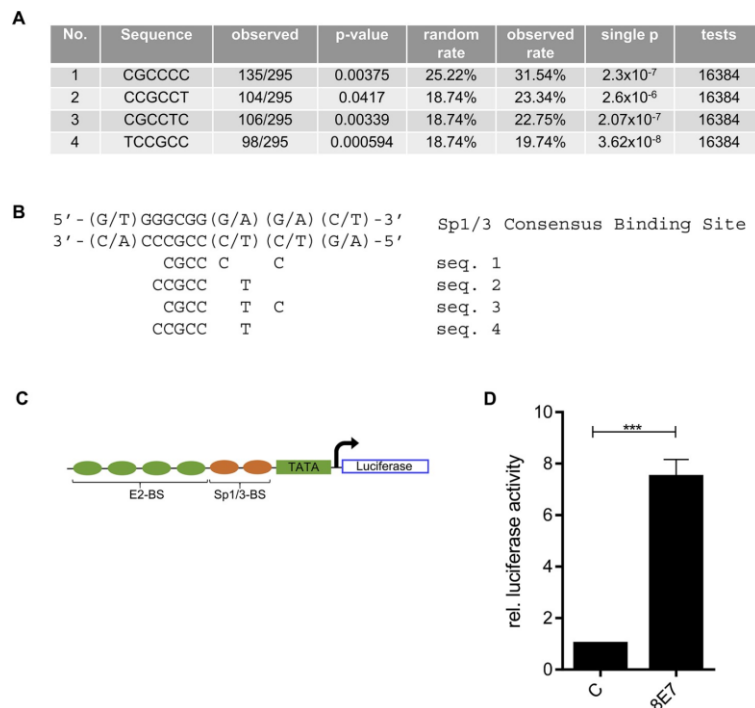 A
No. Sequence observed p-value random rate observed rate single p tests
1 CGCCCC 135/295 0.00375 25.22% 31.54% 2.3x10⁻⁷ 16384
2 CCGCCT 104/295 0.0417 18.74% 23.34% 2.6x10⁻⁶ 16384
3 CGCCTC 106/295 0.00339 18.74% 22.75% 2.07x10⁻⁷ 16384
4 TCCGCC 98/295 0.000594 18.74% 19.74% 3.62x10⁻⁸ 16384
B
5'-(G/T)GGGCGG(G/A)(G/A)(C/T)-3' Sp1/3 Consensus Binding Site
3'-(C/A)CCCGCC(C/T)(C/T)(G/A)-5'
CGCC C C seq. 1
CCGCC T seq. 2
CGCC T C seq. 3
CCGCC T seq. 4
C
TATA Luciferase
E2-BS Sp1/3-BS
D
rel. luciferase activity
10
8
6
4
2
0
***
C 8E7